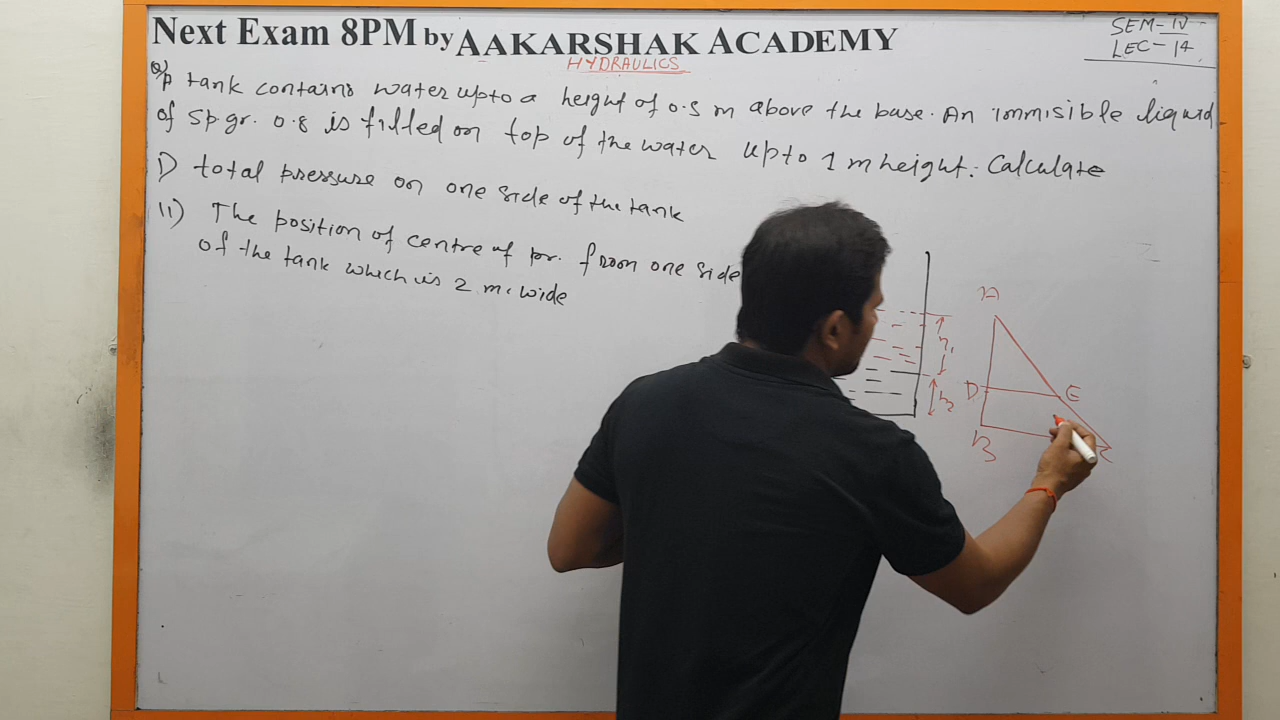 Next Exam 8PM by AAKARSHAK ACADEMY
SEM-IV
LEC-14
HYDRAULICS
Q/ A tank contains water upto a height of 0.5 m above the base. An immisible liquid
of sp.gr. 0.8 is filled on top of the water upto 1 m height. Calculate
I) total pressure on one side of the tank
II) The position of centre of pr. from one side
of the tank which is 2 m. wide
A
h1
D E
h2
B C